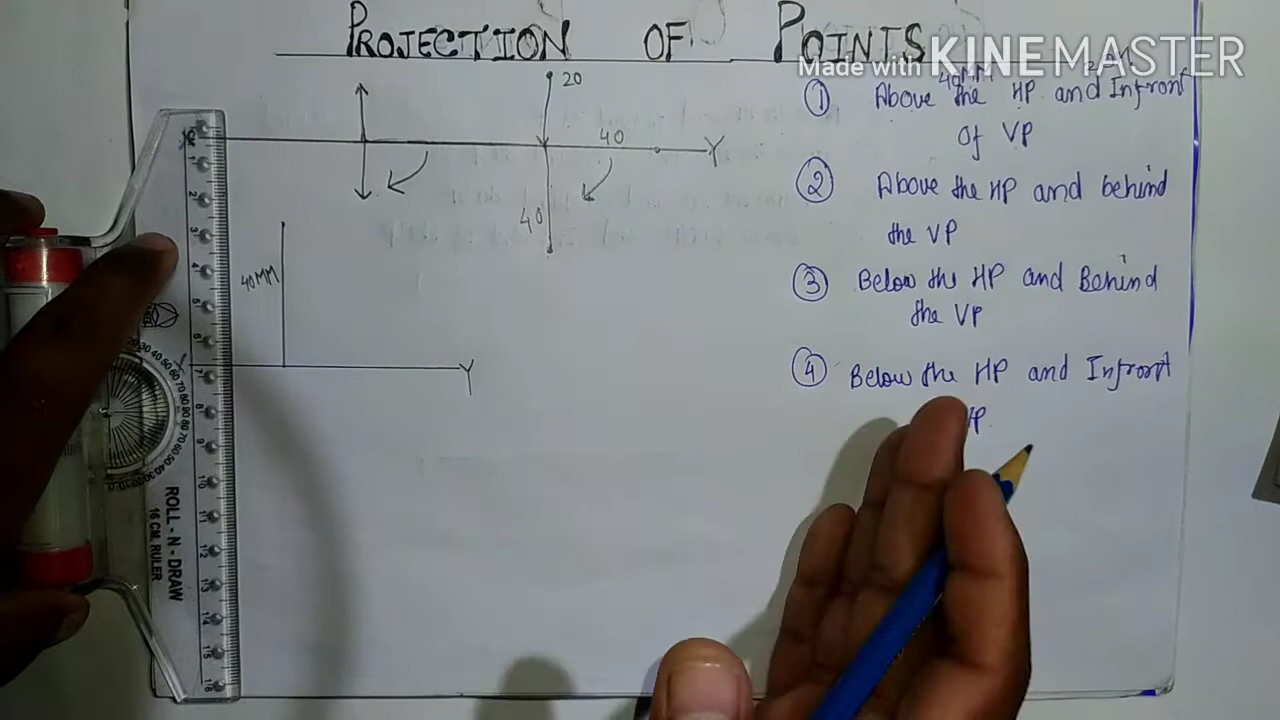 PROJECTION OF POINTS
Made with KINEMASTER
20
40
Y
40
40MM
Y
40MM
① Above the HP and Infront
Of VP
② Above the HP and behind
the VP
③ Below the HP and Behind
the VP
④ Below the HP and Infront
VP
ROLL-N-DRAW
16 CM. RULER